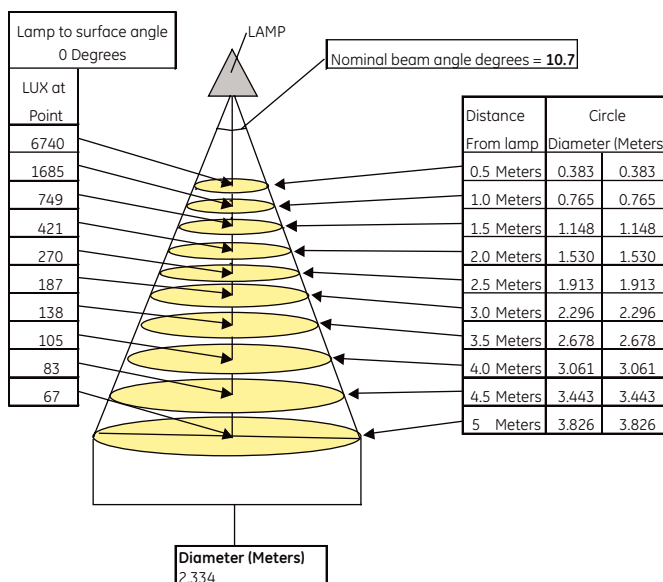 Lamp to surface angle
0 Degrees
LAMP
Nominal beam angle degrees = 10.7
LUX at
Point
6740
1685
749
421
270
187
138
105
83
67
Distance Circle
From lamp Diameter (Meters
0.5 Meters 0.383 0.383
1.0 Meters 0.765 0.765
1.5 Meters 1.148 1.148
2.0 Meters 1.530 1.530
2.5 Meters 1.913 1.913
3.0 Meters 2.296 2.296
3.5 Meters 2.678 2.678
4.0 Meters 3.061 3.061
4.5 Meters 3.443 3.443
5 Meters 3.826 3.826
Diameter (Meters)
2.334